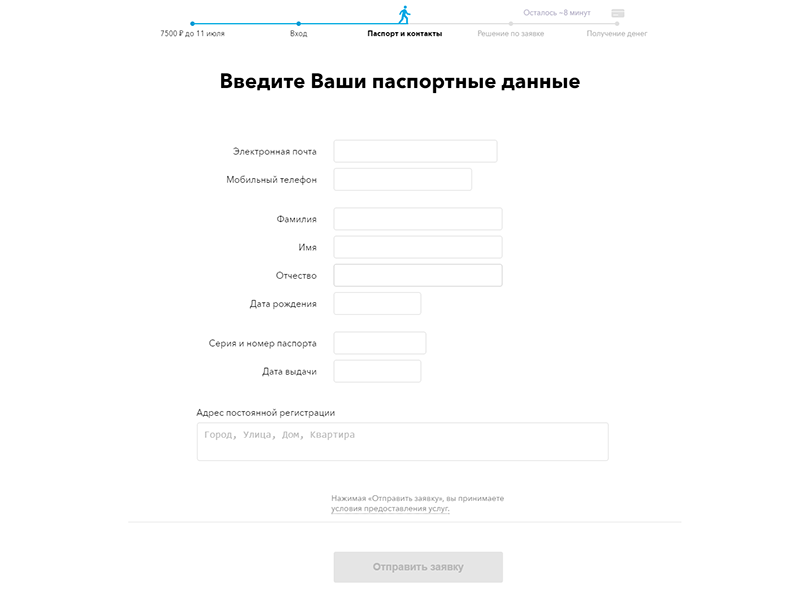 Осталось ~8 минут
7500 ₽ до 11 июля
Вход
Паспорт и контакты
Решение по заявке
Получение денег
Введите Ваши паспортные данные
Электронная почта
Мобильный телефон
Фамилия
Имя
Отчество
Дата рождения
Серия и номер паспорта
Дата выдачи
Адрес постоянной регистрации
Город, Улица, Дом, Квартира
Нажимая «Отправить заявку», вы принимаете
условия предоставления услуг.
Отправить заявку